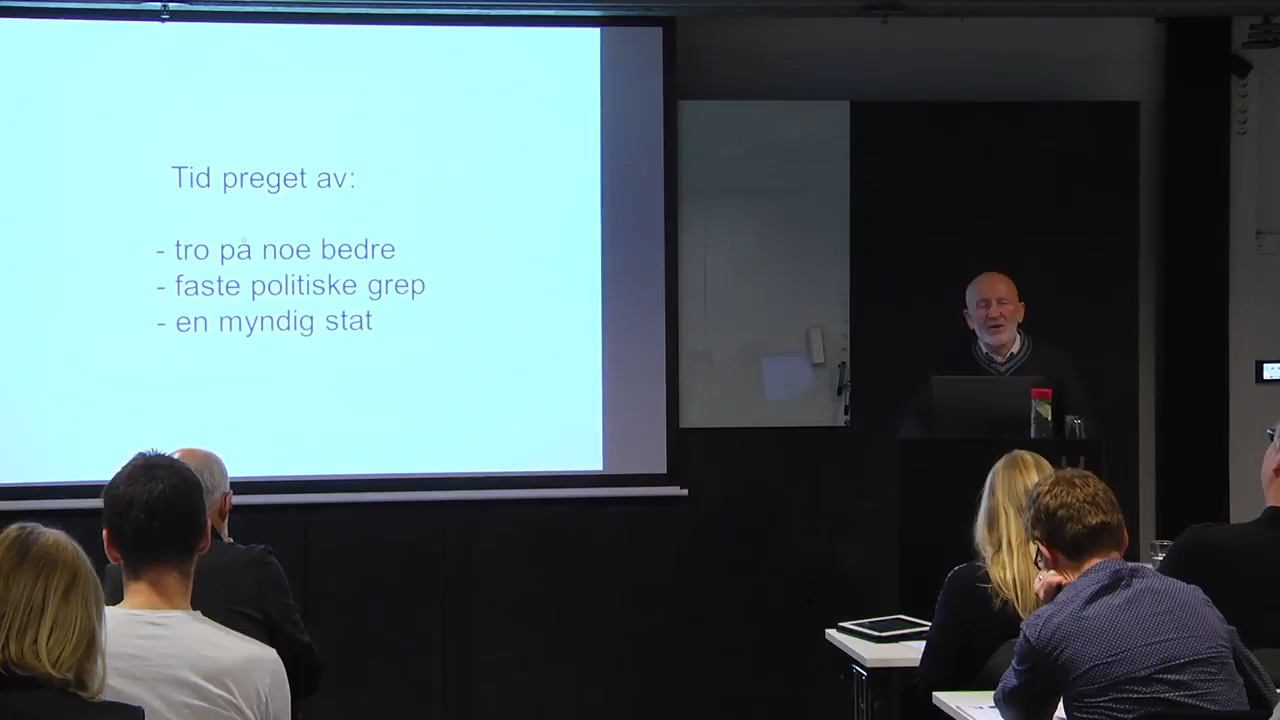 Tid preget av:
- tro på noe bedre
- faste politiske grep
- en myndig stat